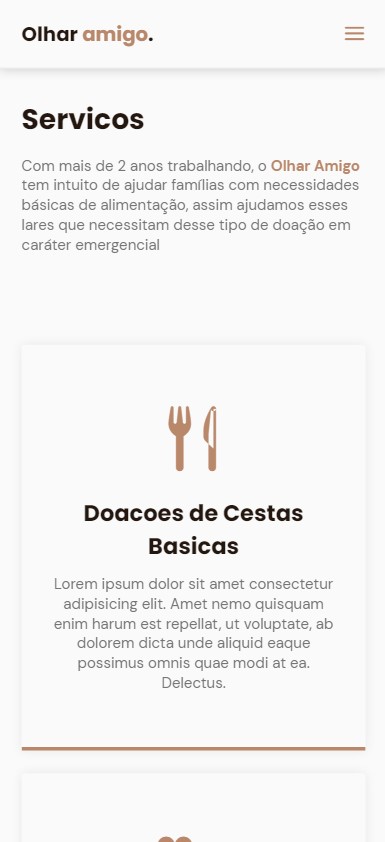 Olhar amigo.
Servicos
Com mais de 2 anos trabalhando, o Olhar Amigo
tem intuito de ajudar famílias com necessidades
básicas de alimentação, assim ajudamos esses
lares que necessitam desse tipo de doação em
caráter emergencial
Doacoes de Cestas
Basicas
Lorem ipsum dolor sit amet consectetur
adipisicing elit. Amet nemo quisquam
enim harum est repellat, ut voluptate, ab
dolorem dicta unde aliquid eaque
possimus omnis quae modi at ea.
Delectus.